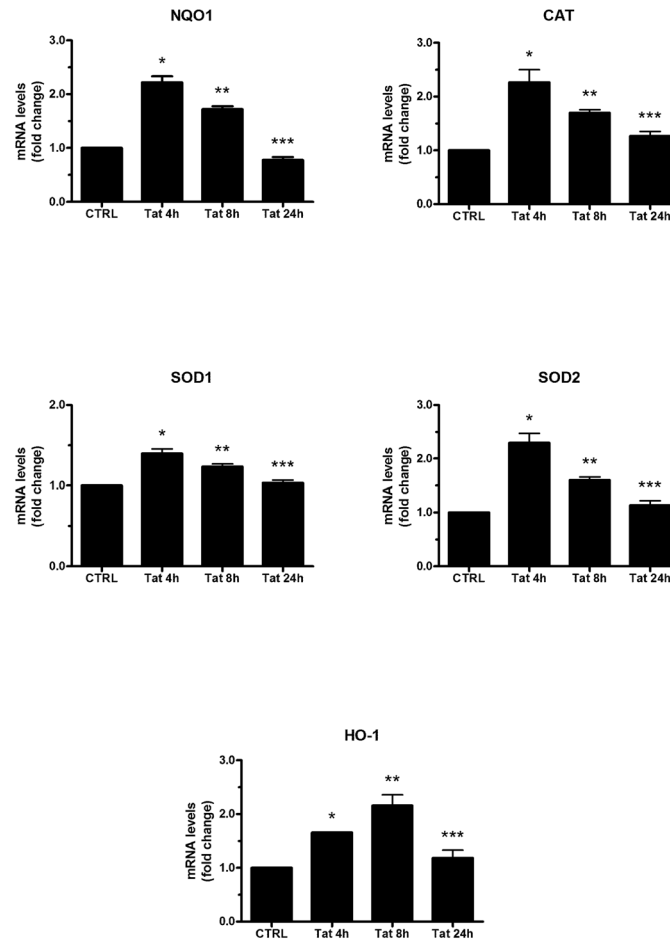 NQO1
mRNA levels
(fold change)
3.0
2.0
1.0
0.0
*
**
***
CTRL Tat 4h Tat 8h Tat 24h
CAT
mRNA levels
(fold change)
3.0
2.0
1.0
0.0
*
**
***
CTRL Tat 4h Tat 8h Tat 24h
SOD1
mRNA levels
(fold change)
2.0
1.0
0.0
*
**
***
CTRL Tat 4h Tat 8h Tat 24h
SOD2
mRNA levels
(fold change)
3.0
2.0
1.0
0.0
*
**
***
CTRL Tat 4h Tat 8h Tat 24h
HO-1
mRNA levels
(fold change)
3.0
2.0
1.0
0.0
*
**
***
CTRL Tat 4h Tat 8h Tat 24h